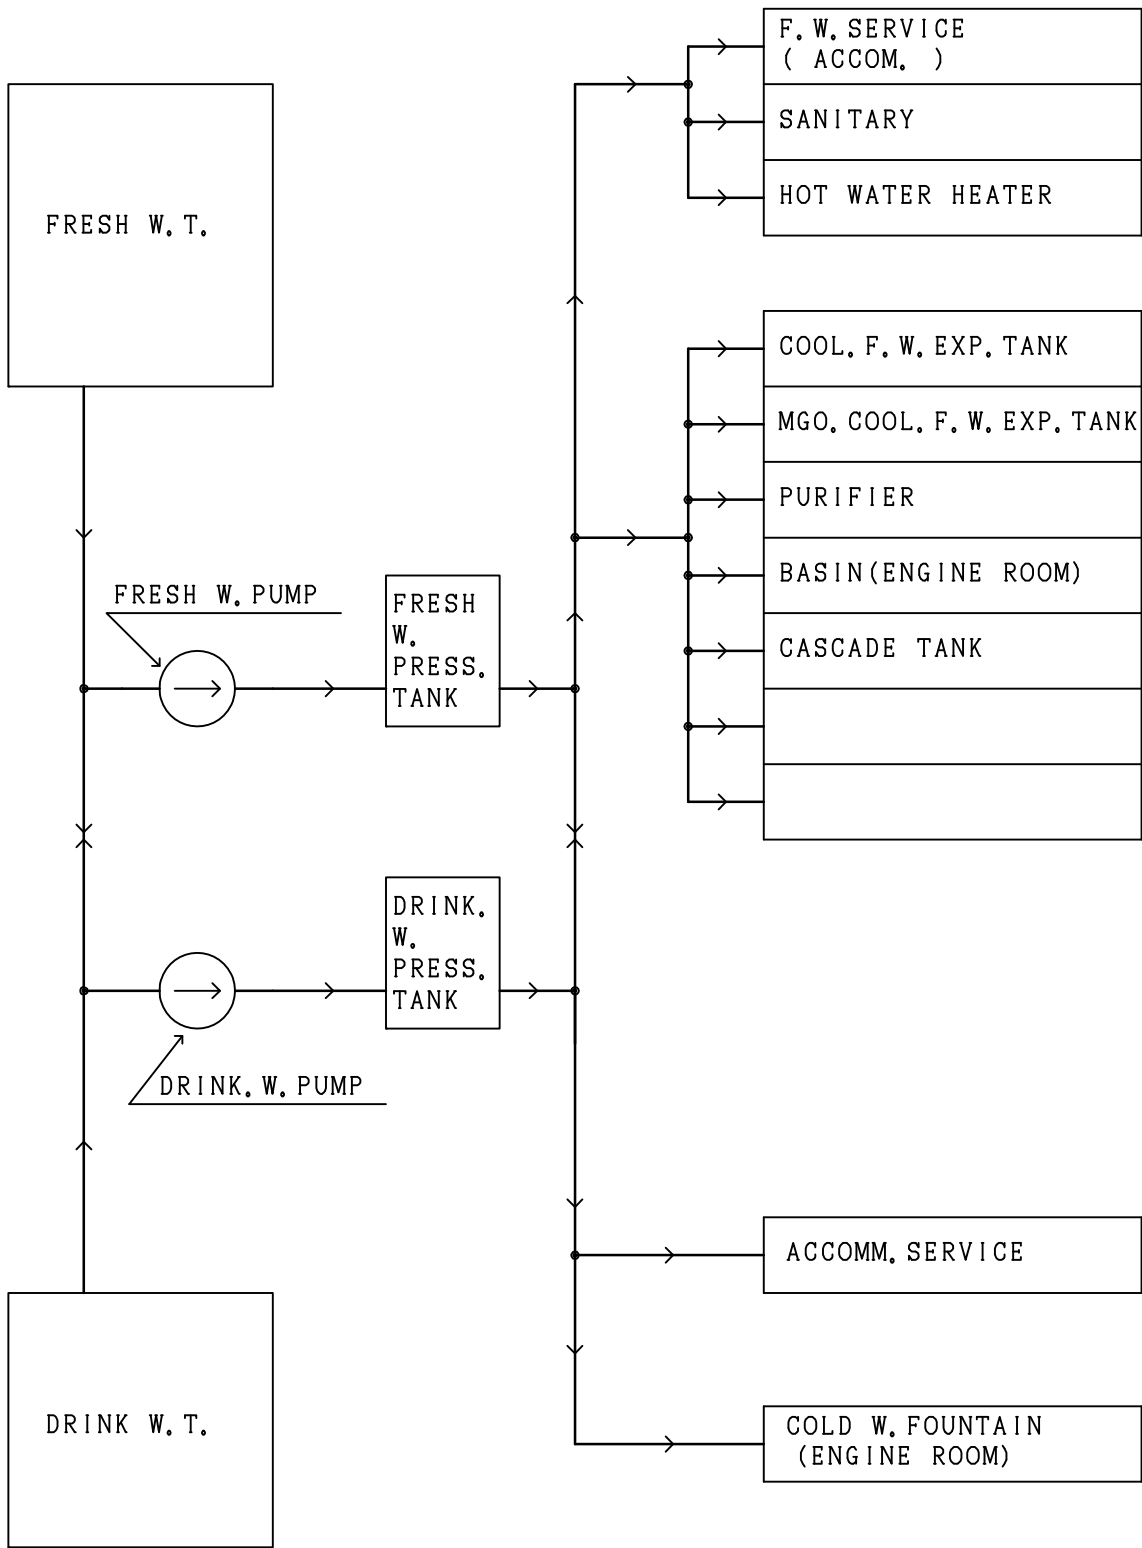 F.W.SERVICE
( ACCOM. )
SANITARY
HOT WATER HEATER
FRESH W.T.
COOL.F.W.EXP.TANK
MGO.COOL.F.W.EXP.TANK
PURIFIER
BASIN(ENGINE ROOM)
CASCADE TANK
FRESH W.PUMP
FRESH
W.
PRESS.
TANK
DRINK.
W.
PRESS.
TANK
DRINK.W.PUMP
ACCOMM.SERVICE
DRINK W.T.
COLD W.FOUNTAIN
(ENGINE ROOM)